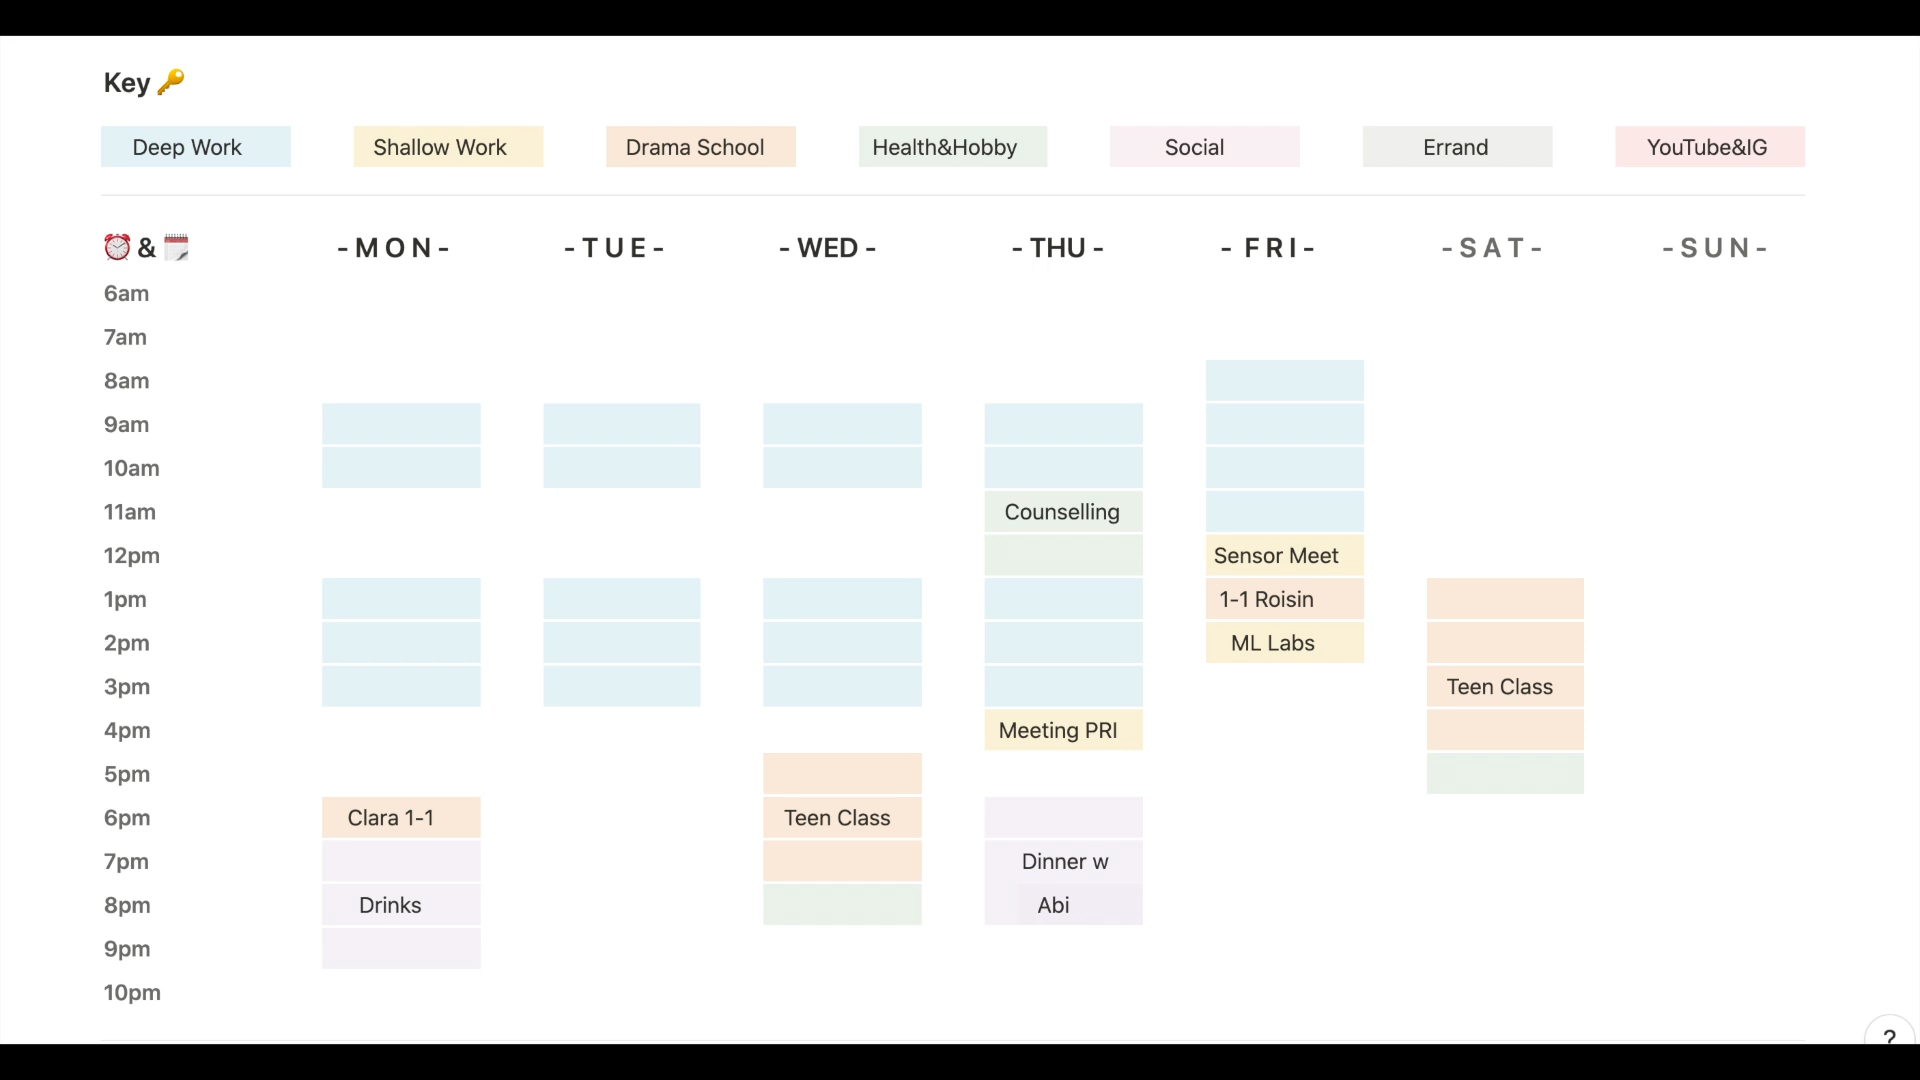 Key 🔑
Deep Work Shallow Work Drama School Health&Hobby Social Errand YouTube&IG
⏰ & 🗓 - M O N - - T U E - - WED - - THU - - F R I - - S A T - - S U N -
6am
7am
8am
9am
10am
11am Counselling
12pm Sensor Meet
1pm 1-1 Roisin
2pm ML Labs
3pm Teen Class
4pm Meeting PRI
5pm
6pm Clara 1-1 Teen Class
7pm Dinner w
8pm Drinks Abi
9pm
10pm
?